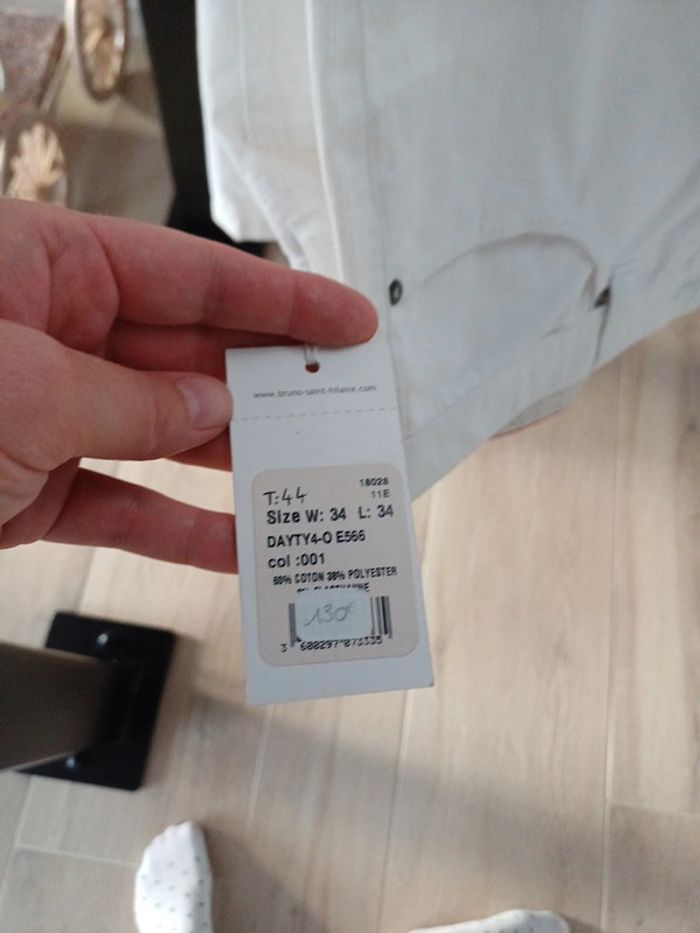 www.bruno-saint-hilaire.com
18028
T:44 11E
Size W: 34 L: 34
DAYTY4-O E566
col :001
60% COTON 38% POLYESTER
130€